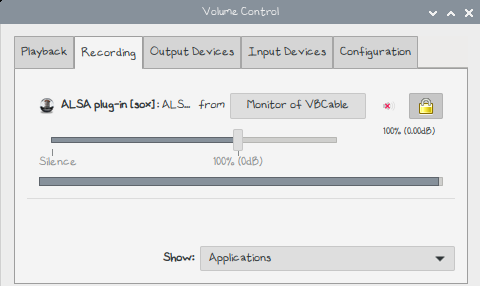 Volume Control
Playback Recording Output Devices Input Devices Configuration
ALSA plug-in [sox]: ALS... from Monitor of VBCable
100% (0.00dB)
Silence 100% (0dB)
Show: Applications